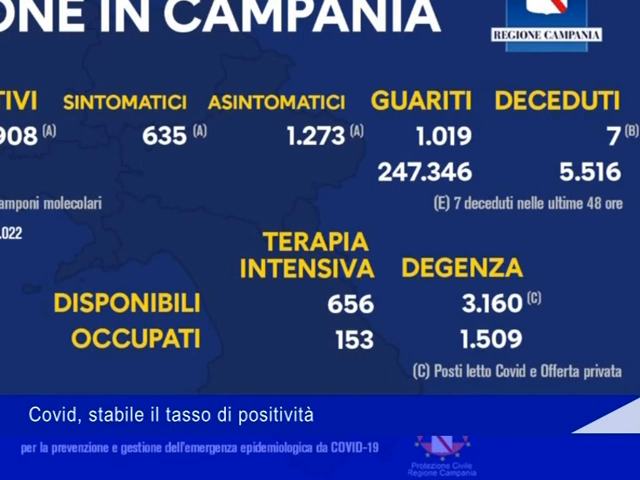 ONE IN CAMPANIA
REGIONE CAMPANIA
TIVI SINTOMATICI ASINTOMATICI GUARITI DECEDUTI
908 (A) 635 (A) 1.273 (A) 1.019 7 (B)
247.346 5.516
amponi molecolari (E) 7 deceduti nelle ultime 48 ore
.022
TERAPIA
INTENSIVA DEGENZA
DISPONIBILI 656 3.160 (C)
OCCUPATI 153 1.509
(C) Posti letto Covid e Offerta privata
Covid, stabile il tasso di positività
per la prevenzione e gestione dell'emergenza epidemiologica da COVID-19
Protezione Civile
Regione Campania